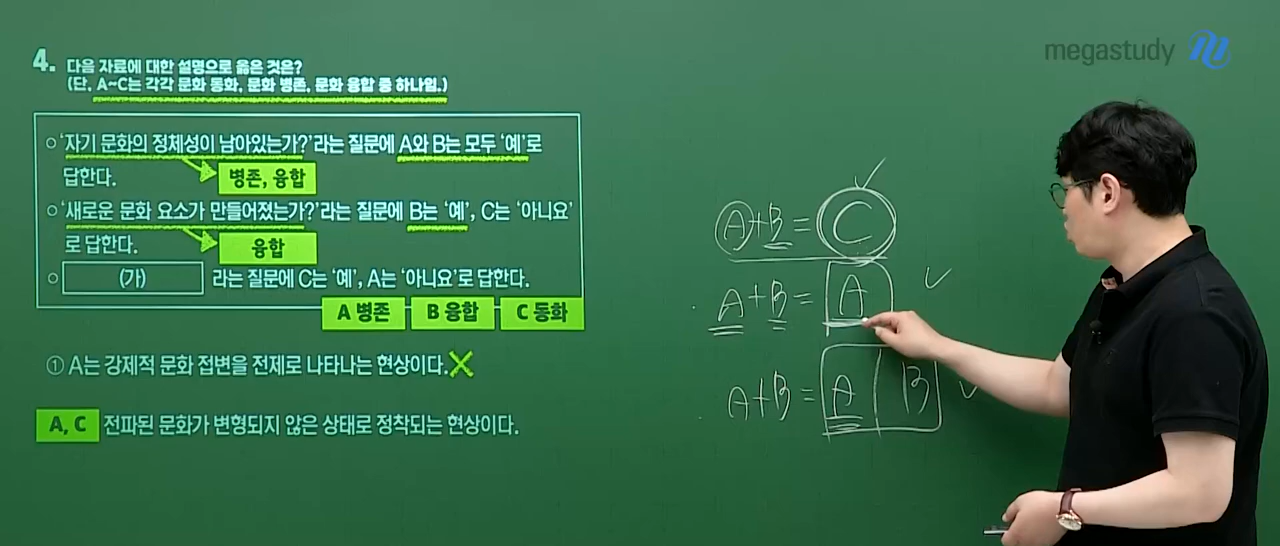 megastudy
4. 다음 자료에 대한 설명으로 옳은 것은?
(단, A~C는 각각 문화 동화, 문화 병존, 문화 융합 중 하나임.)
○ '자기 문화의 정체성이 남아있는가?'라는 질문에 A와 B는 모두 '예'로
답한다.
병존, 융합
○ '새로운 문화 요소가 만들어졌는가?'라는 질문에 B는 '예', C는 '아니요'
로 답한다.
융합
○ (가) 라는 질문에 C는 '예', A는 '아니요'로 답한다.
A 병존 B 융합 C 동화
① A는 강제적 문화 접변을 전제로 나타나는 현상이다. X
A, C 전파된 문화가 변형되지 않은 상태로 정착되는 현상이다.
A+B=C
A+B=A
A+B=A B